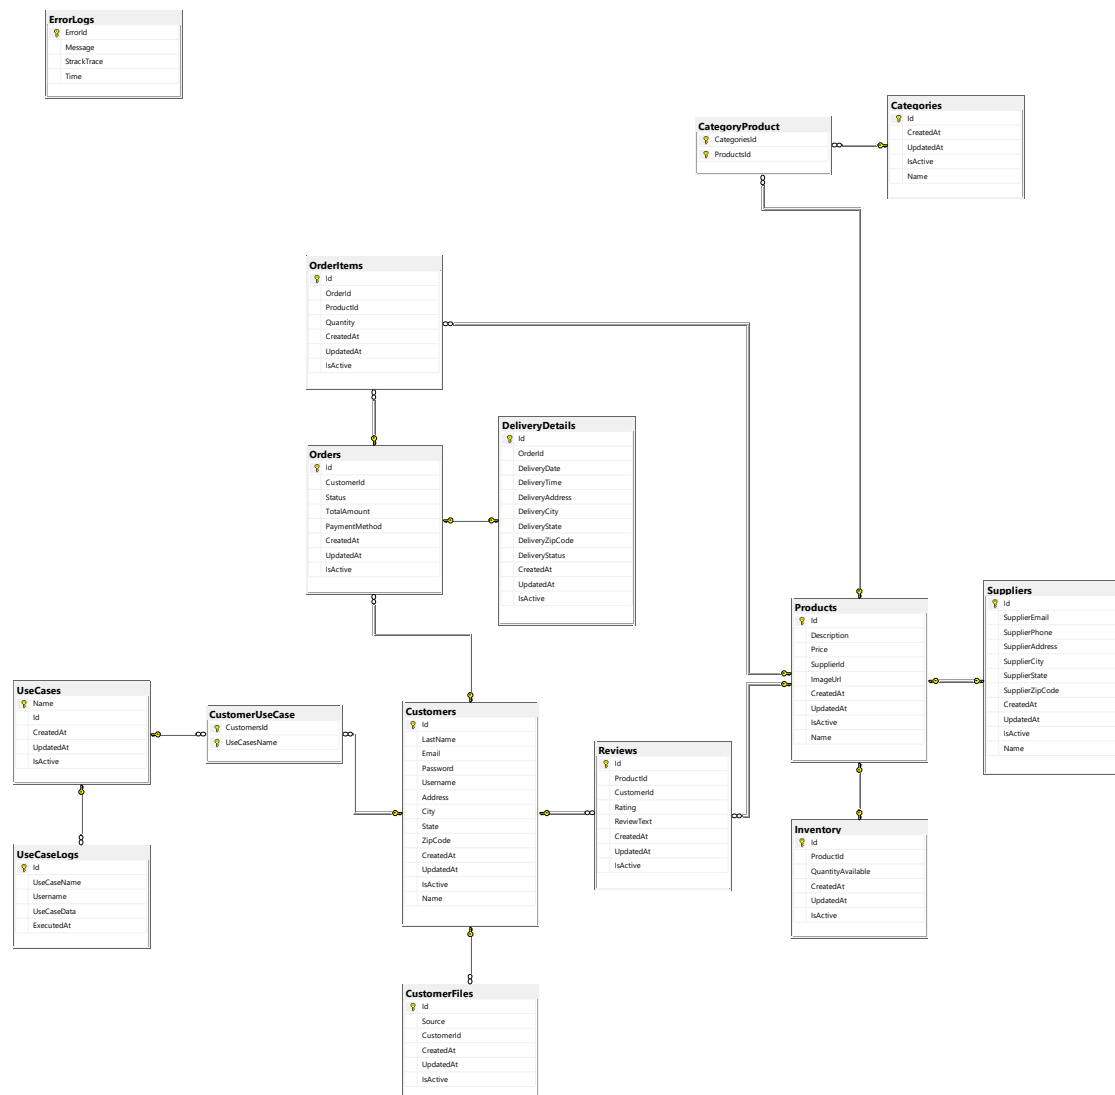 ErrorLogs
ErrorId
Message
StrackTrace
Time
Categories
Id
CreatedAt
UpdatedAt
IsActive
Name
CategoryProduct
CategoriesId
ProductsId
OrderItems
Id
OrderId
ProductId
Quantity
CreatedAt
UpdatedAt
IsActive
DeliveryDetails
Id
OrderId
DeliveryDate
DeliveryTime
DeliveryAddress
DeliveryCity
DeliveryState
DeliveryZipCode
DeliveryStatus
CreatedAt
UpdatedAt
IsActive
Orders
Id
CustomerId
Status
TotalAmount
PaymentMethod
CreatedAt
UpdatedAt
IsActive
Suppliers
Id
SupplierEmail
SupplierPhone
SupplierAddress
SupplierCity
SupplierState
SupplierZipCode
CreatedAt
UpdatedAt
IsActive
Name
Products
Id
Description
Price
SupplierId
ImageUrl
CreatedAt
UpdatedAt
IsActive
Name
UseCases
Name
Id
CreatedAt
UpdatedAt
IsActive
CustomerUseCase
CustomersId
UseCasesName
Customers
Id
LastName
Email
Password
Username
Address
City
State
ZipCode
CreatedAt
UpdatedAt
IsActive
Name
Reviews
Id
ProductId
CustomerId
Rating
ReviewText
CreatedAt
UpdatedAt
IsActive
Inventory
Id
ProductId
QuantityAvailable
CreatedAt
UpdatedAt
IsActive
UseCaseLogs
Id
UseCaseName
Username
UseCaseData
ExecutedAt
CustomerFiles
Id
Source
CustomerId
CreatedAt
UpdatedAt
IsActive